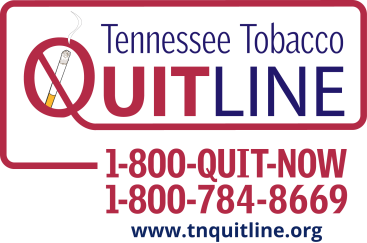 Tennessee Tobacco
QUITLINE
1-800-QUIT-NOW
1-800-784-8669
www.tnquitline.org